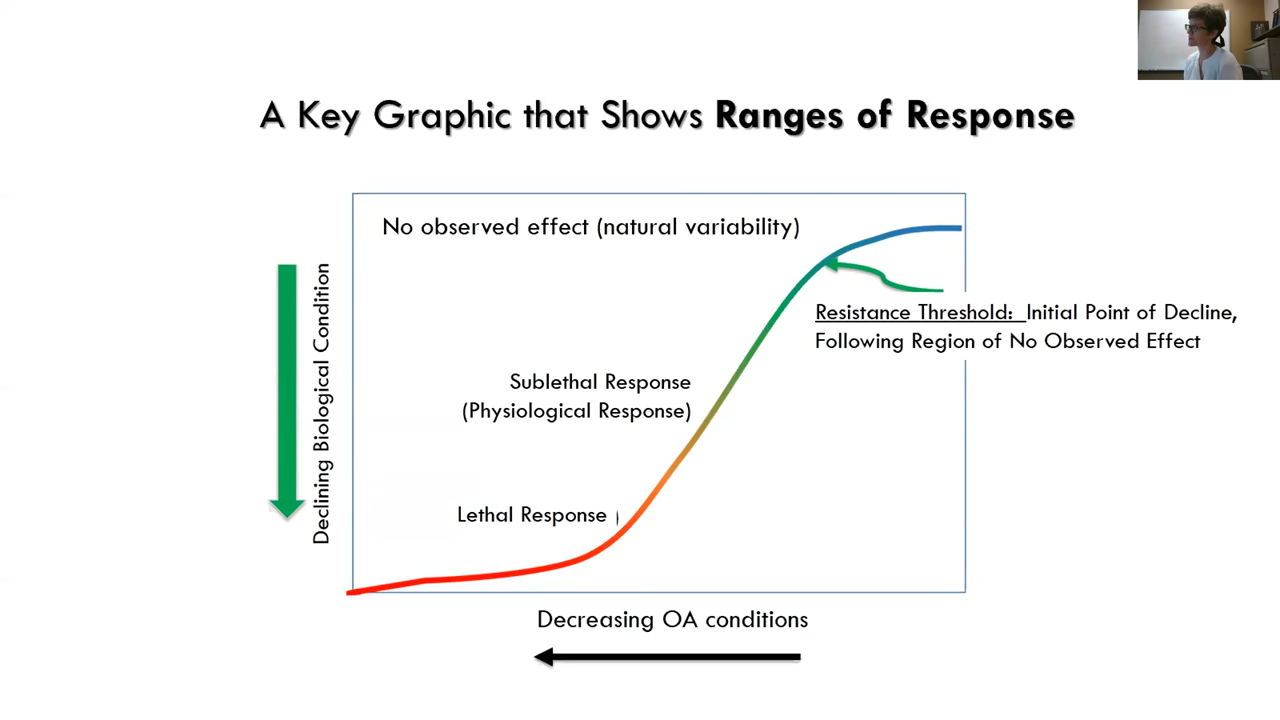 A Key Graphic that Shows Ranges of Response
No observed effect (natural variability)
Resistance Threshold: Initial Point of Decline,
Following Region of No Observed Effect
Sublethal Response
(Physiological Response)
Lethal Response
Declining Biological Condition
Decreasing OA conditions